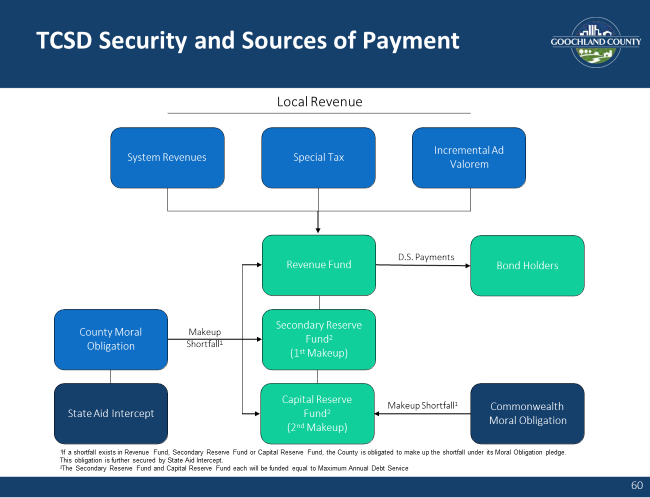 TCSD Security and Sources of Payment
GOOCHLAND COUNTY
Local Revenue
System Revenues
Special Tax
Incremental Ad
Valorem
Revenue Fund
D.S. Payments
Bond Holders
County Moral
Obligation
Makeup
Shortfall¹
Secondary Reserve
Fund²
(1st Makeup)
State Aid Intercept
Capital Reserve
Fund²
(2nd Makeup)
Makeup Shortfall¹
Commonwealth
Moral Obligation
¹If a shortfall exists in Revenue Fund, Secondary Reserve Fund or Capital Reserve Fund, the County is obligated to make up the shortfall under its Moral Obligation pledge.
This obligation is further secured by State Aid Intercept.
²The Secondary Reserve Fund and Capital Reserve Fund each will be funded equal to Maximum Annual Debt Service
60